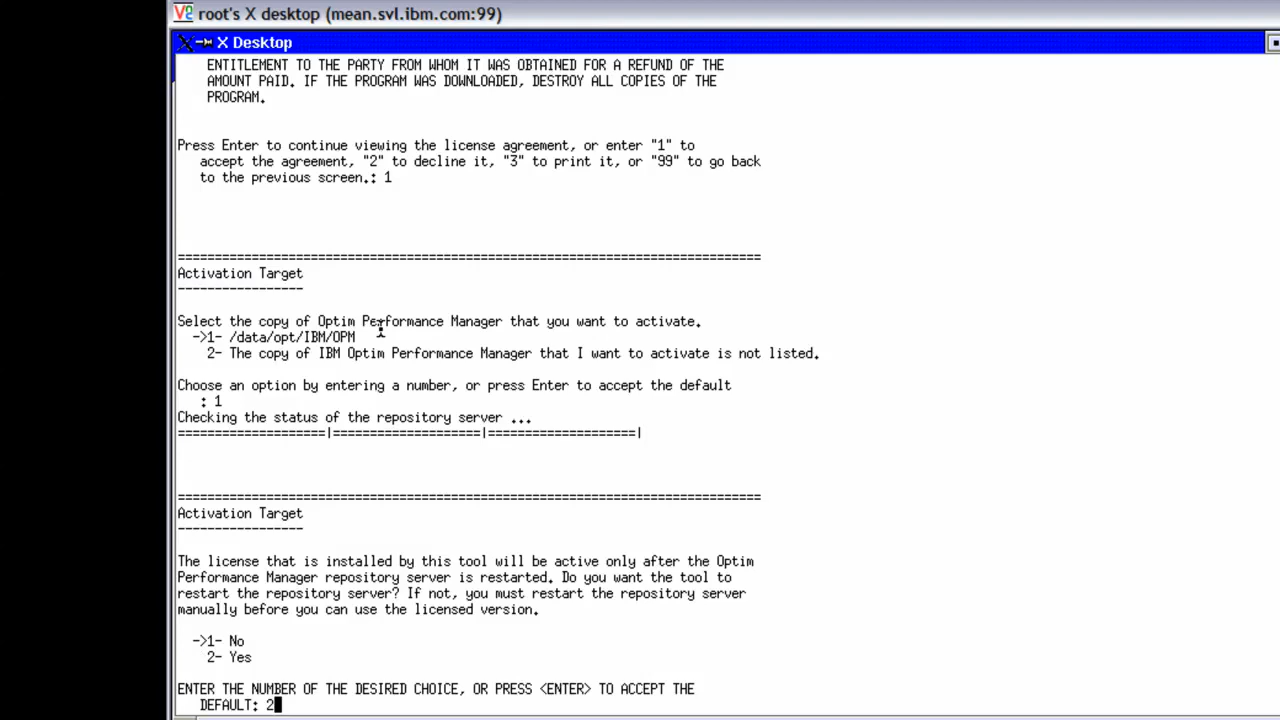 root's X desktop (mean.svl.ibm.com:99)
X Desktop
ENTITLEMENT TO THE PARTY FROM WHOM IT WAS OBTAINED FOR A REFUND OF THE
AMOUNT PAID. IF THE PROGRAM WAS DOWNLOADED, DESTROY ALL COPIES OF THE
PROGRAM.
Press Enter to continue viewing the license agreement, or enter "1" to
accept the agreement, "2" to decline it, "3" to print it, or "99" to go back
to the previous screen.: 1
===============================================================================
Activation Target
-----------------
Select the copy of Optim Performance Manager that you want to activate.
->1- /data/opt/IBM/OPM
2- The copy of IBM Optim Performance Manager that I want to activate is not listed.
Choose an option by entering a number, or press Enter to accept the default
: 1
Checking the status of the repository server ...
====================|====================|====================|
===============================================================================
Activation Target
-----------------
The license that is installed by this tool will be active only after the Optim
Performance Manager repository server is restarted. Do you want the tool to
restart the repository server? If not, you must restart the repository server
manually before you can use the licensed version.
->1- No
2- Yes
ENTER THE NUMBER OF THE DESIRED CHOICE, OR PRESS <ENTER> TO ACCEPT THE
DEFAULT: 2